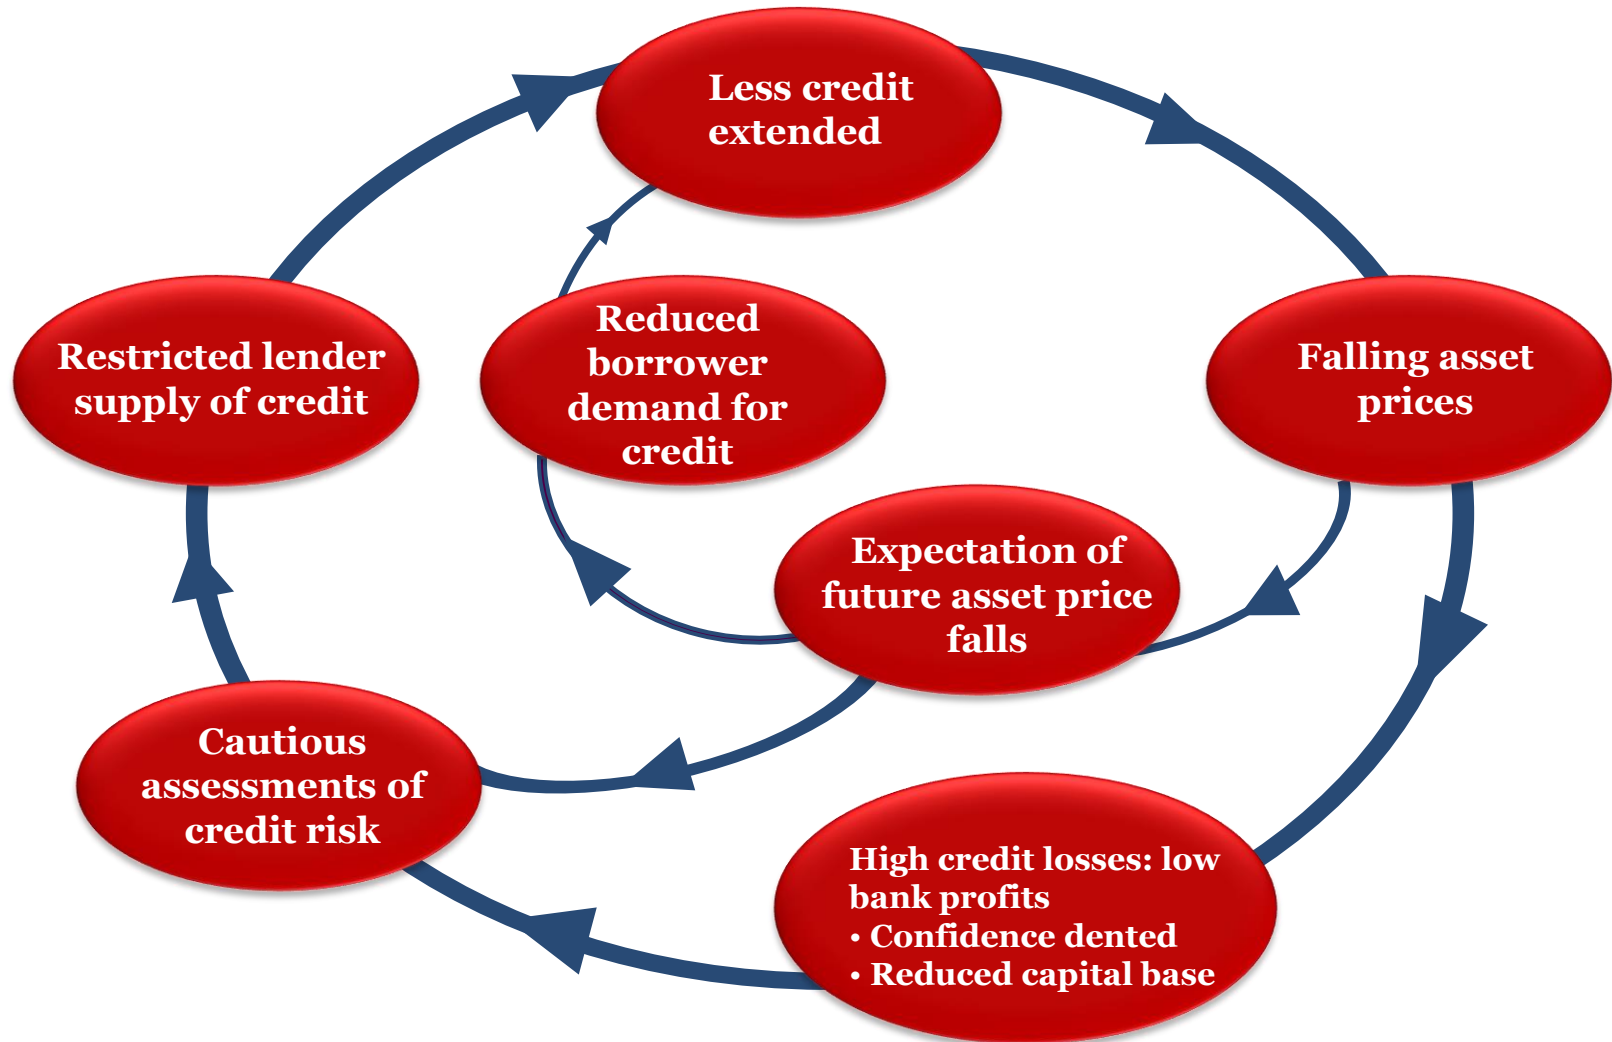 Less credit
extended
Restricted lender
supply of credit
Reduced
borrower
demand for
credit
Falling asset
prices
Expectation of
future asset price
falls
Cautious
assessments of
credit risk
High credit losses: low
bank profits
• Confidence dented
• Reduced capital base